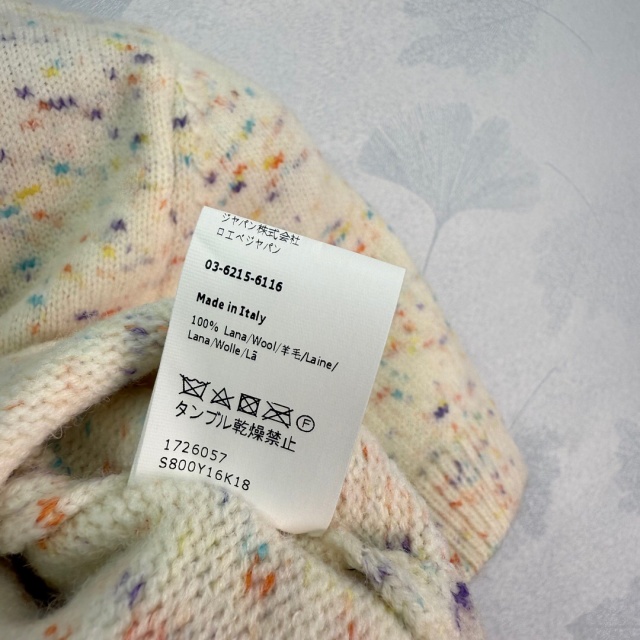 ジャパン株式会社
ロエベジャパン
03-6215-6116
Made in Italy
100% Lana/Wool/羊毛/Laine/
Lana/Wolle/Lã
F
タンブル乾燥禁止
1726057
S800Y16K18